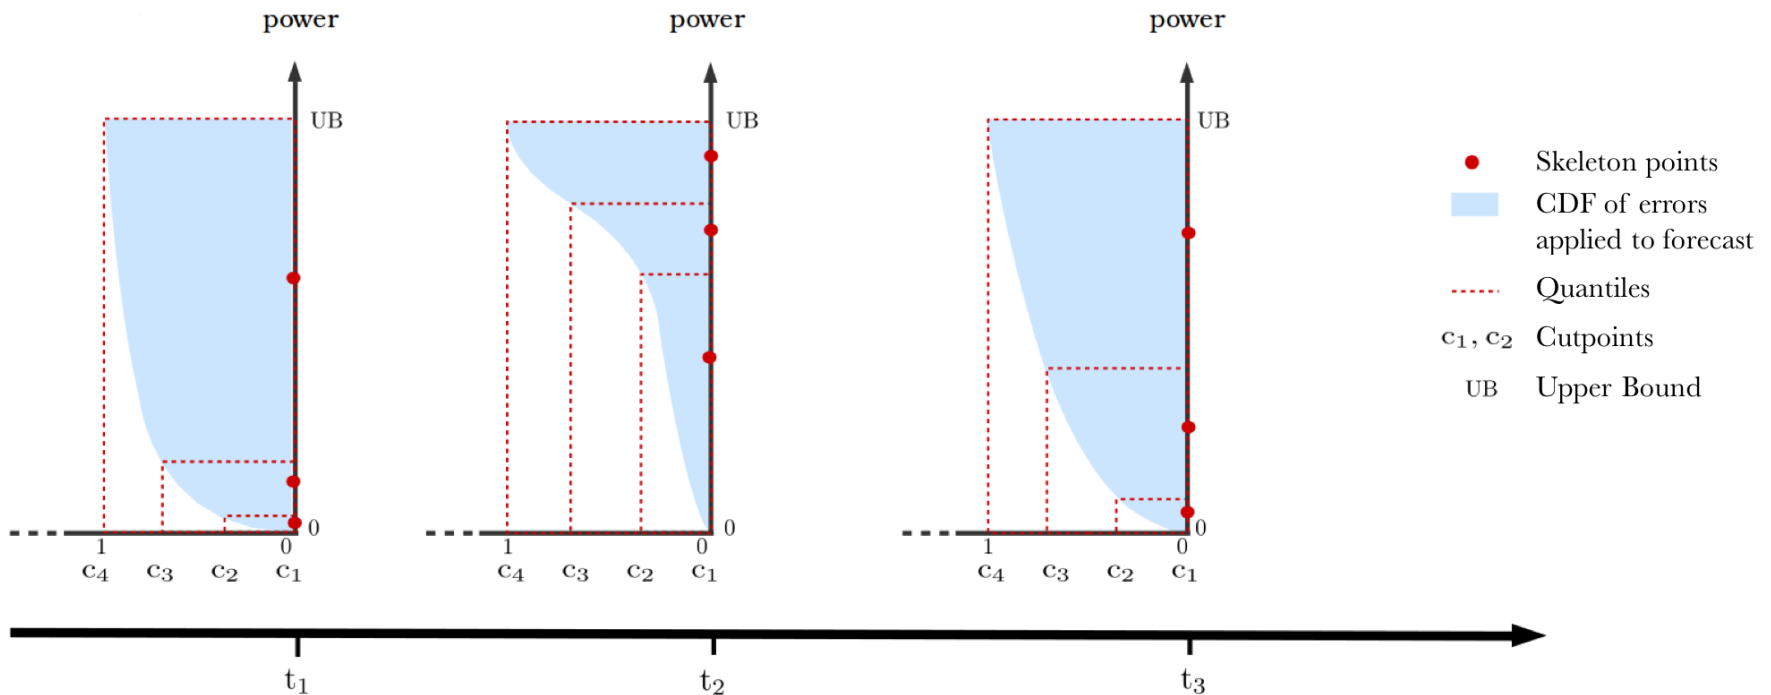 power power power
UB UB UB
Skeleton points
CDF of errors
applied to forecast
Quantiles
c₁, c₂ Cutpoints
UB Upper Bound
0 0 0
1 0 1 0 1 0
c₄ c₃ c₂ c₁ c₄ c₃ c₂ c₁ c₄ c₃ c₂ c₁
t₁ t₂ t₃